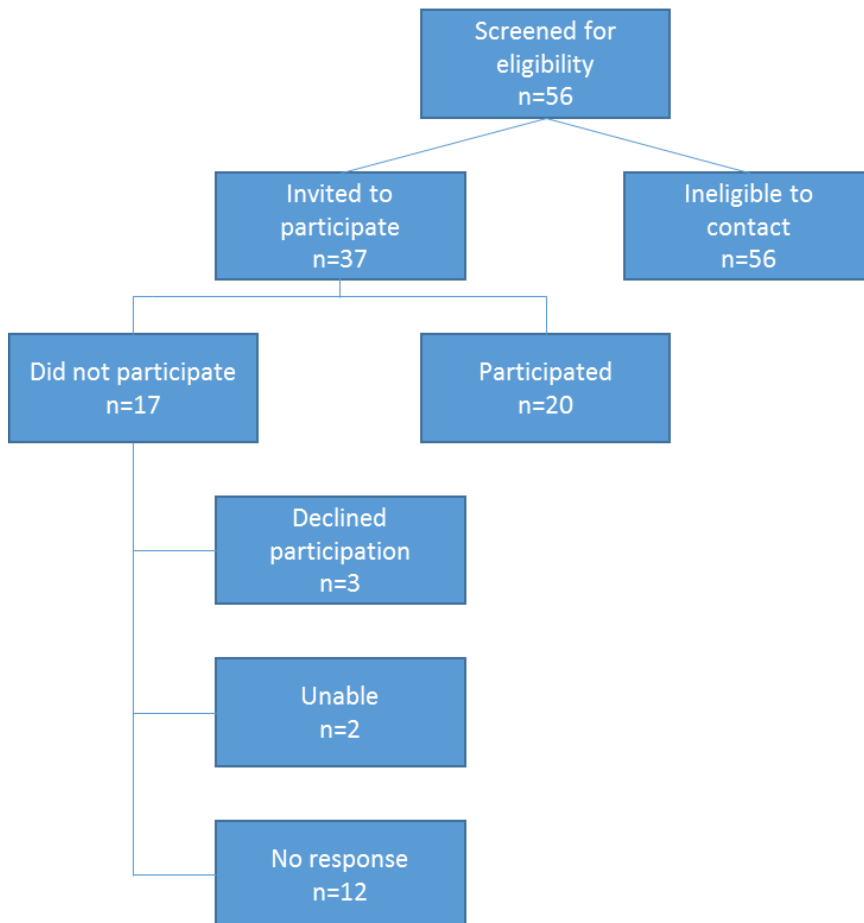 Screened for
eligibility
n=56
Invited to
participate
n=37
Ineligible to
contact
n=56
Did not participate
n=17
Participated
n=20
Declined
participation
n=3
Unable
n=2
No response
n=12